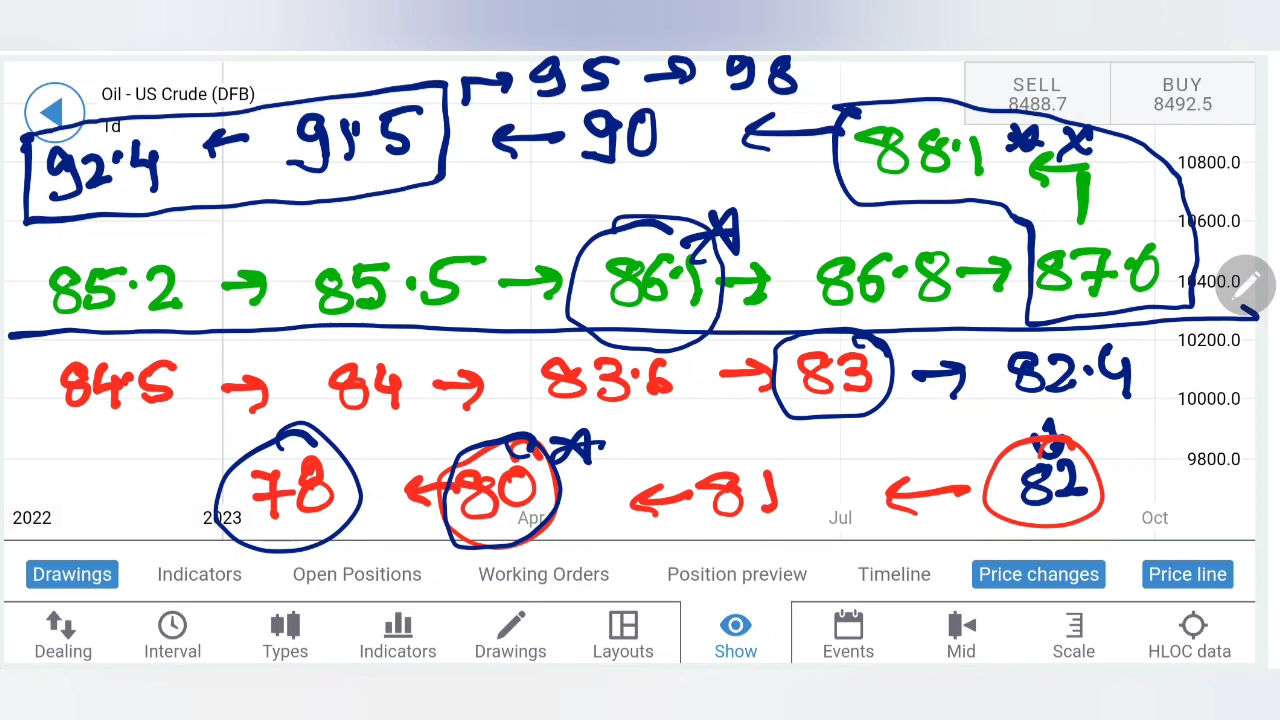 Oil - US Crude (DFB)
1d
→ 95 → 98
SELL
8488.7
BUY
8492.5
92.4 ← 91.5 ← 90 ← 88.1
10800.0
10600.0
85.2 → 85.5 → 86.1 → 86.8 → 87.6
10400.0
10200.0
84.5 → 84 → 83.6 → 83 → 82.4
10000.0
9800.0
78 ← 80 ← 81 ← 82
2022 2023 Apr Jul Oct
Drawings Indicators Open Positions Working Orders Position preview Timeline Price changes Price line
Dealing Interval Types Indicators Drawings Layouts Show Events Mid Scale HLOC data